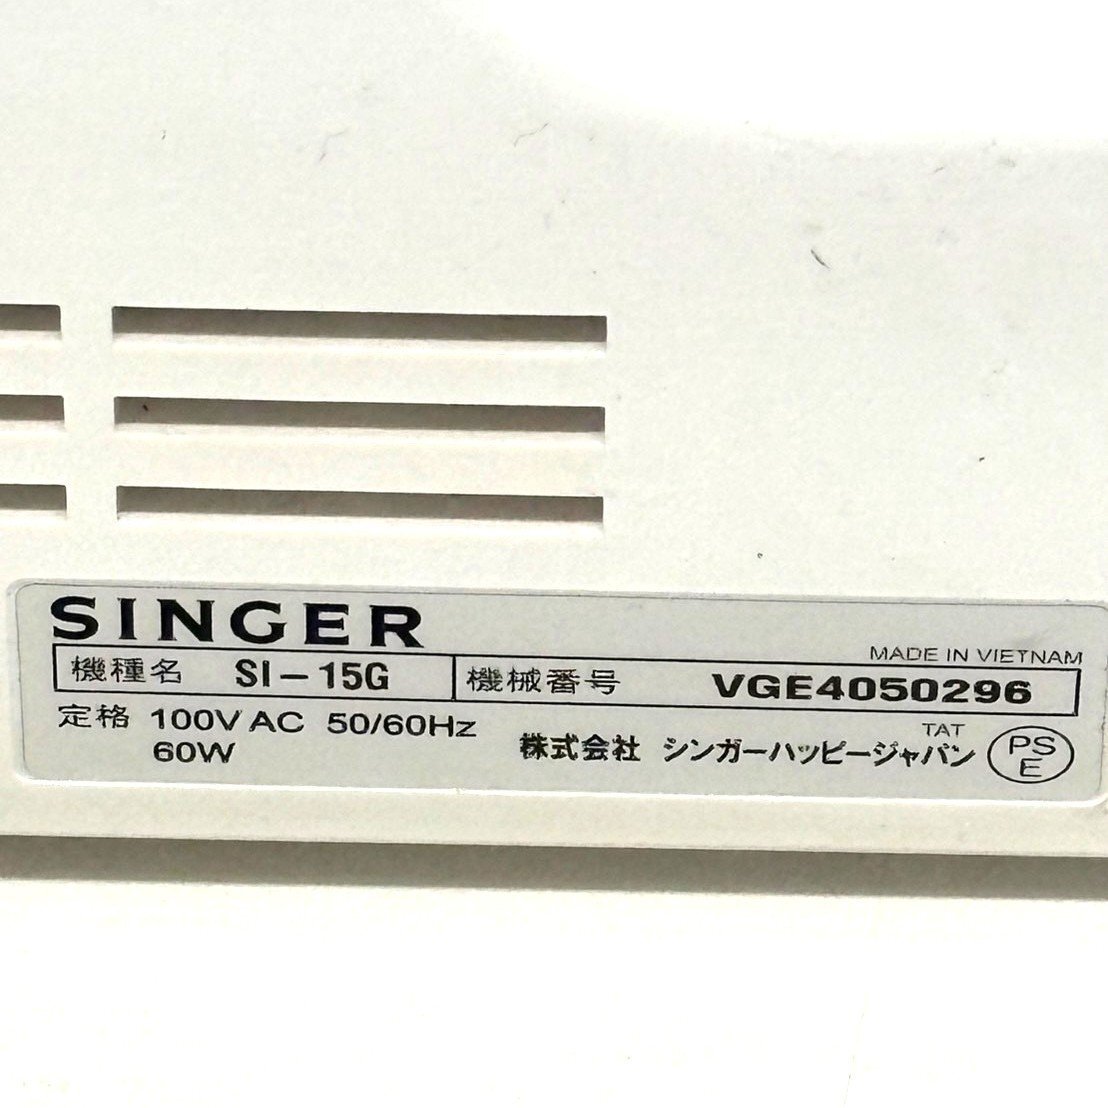 SINGER
MADE IN VIETNAM
機種名 SI-15G 機械番号 VGE4050296
定格 100V AC 50/60Hz
60W
TAT
株式会社 シンガーハッピージャパン
PS
E